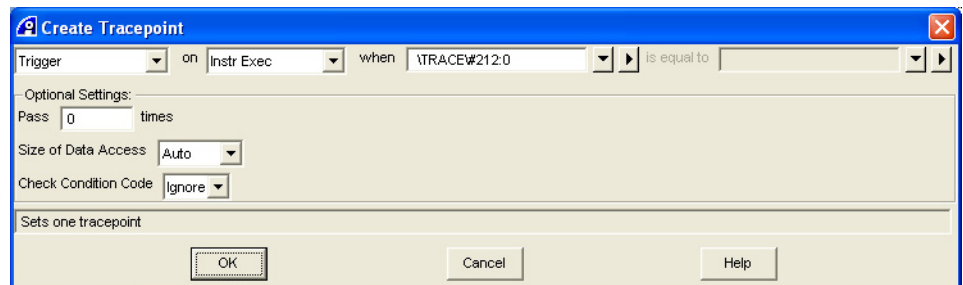 Create Tracepoint
Trigger on Instr Exec when \TRACE\#212:0 is equal to
Optional Settings:
Pass 0 times
Size of Data Access Auto
Check Condition Code Ignore
Sets one tracepoint
OK Cancel Help